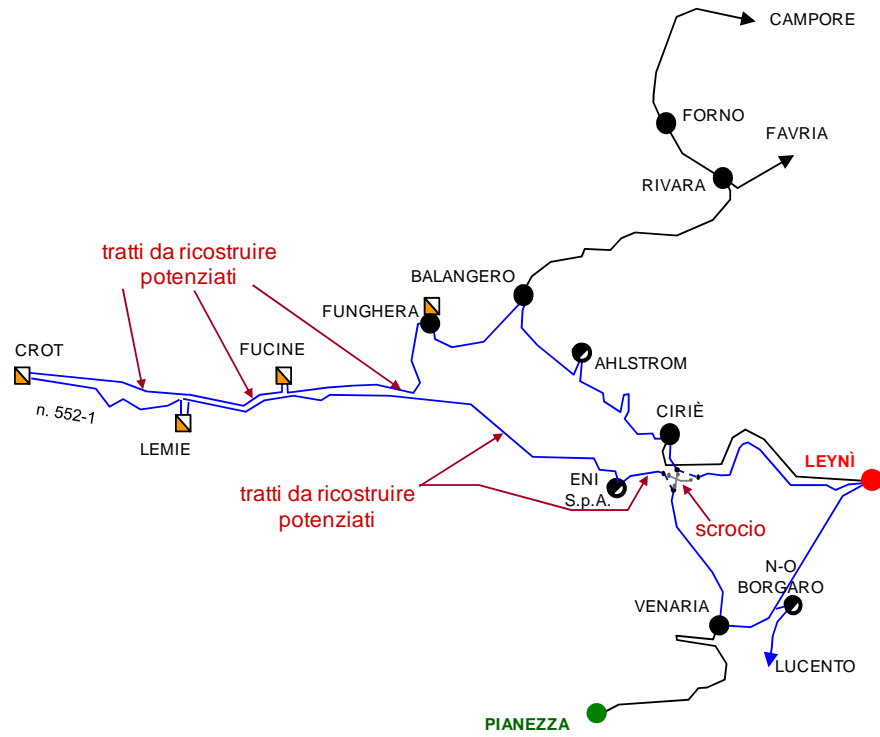 CAMPORE
FORNO
FAVRIA
RIVARA
tratti da ricostruire
potenziati
BALANGERO
FUNGHERA
FUCINE
CROT
AHLSTROM
n. 552-1
LEMIE
CIRIÈ
LEYNÌ
ENI
S.p.A.
tratti da ricostruire
potenziati
scrocio
N-O
BORGARO
VENARIA
LUCENTO
PIANEZZA